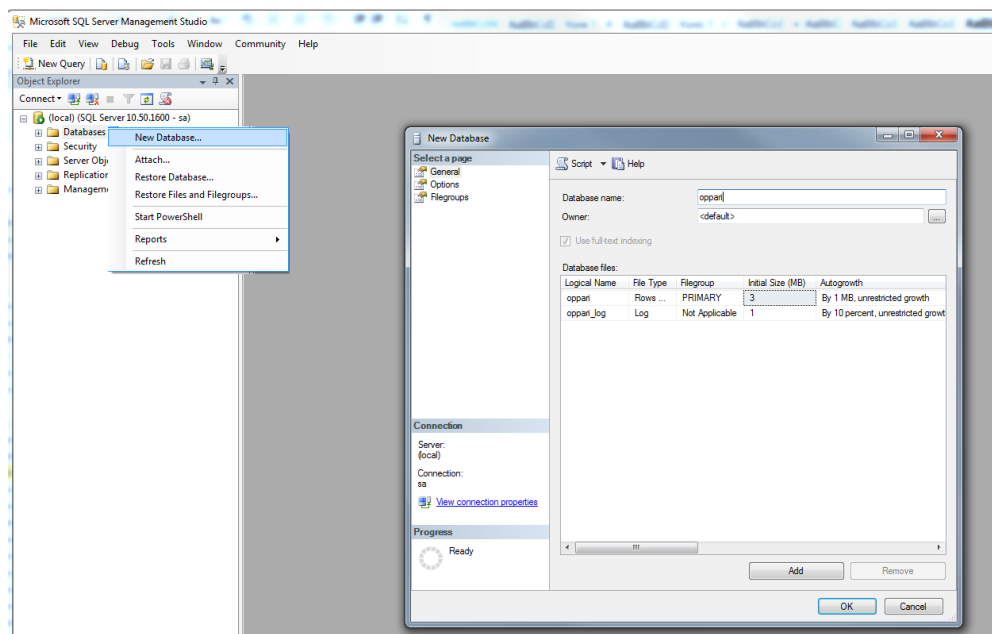 Microsoft SQL Server Management Studio
File Edit View Debug Tools Window Community Help
New Query
Object Explorer
Connect
(local) (SQL Server 10.50.1600 - sa)
Databases
Security
Server Obj
Replication
Managem
New Database...
Attach...
Restore Database...
Restore Files and Filegroups...
Start PowerShell
Reports
Refresh
New Database
Select a page
General
Options
Filegroups
Script Help
Database name: oppari
Owner: <default> ...
Use full-text indexing
Database files:
Logical Name File Type Filegroup Initial Size (MB) Autogrowth
oppari Rows ... PRIMARY 3 By 1 MB, unrestricted growth
oppari_log Log Not Applicable 1 By 10 percent, unrestricted growt
Connection
Server:
(local)
Connection:
sa
View connection properties
Progress
Ready
Add Remove
OK Cancel